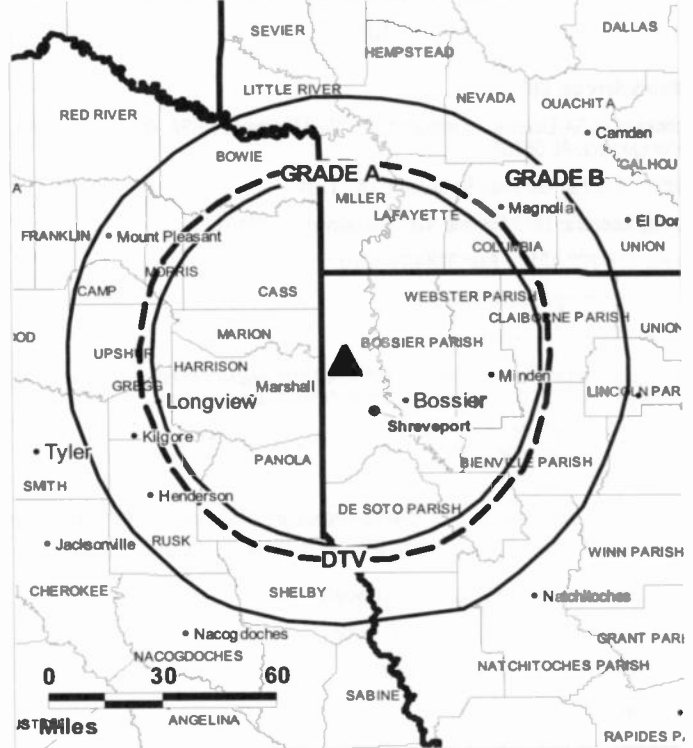 SEVIER
DALLAS
HEMPSTEAD
LITTLE RIVER
NEVADA
OUACHITA
RED RIVER
Camden
BOWIE
CALHOU
GRADE A
GRADE B
MILLER
LAFAYETTE
Magnolia
El Dor
FRANKLIN
Mount Pleasant
COLUMBIA
UNION
MORRIS
CAMP
CASS
WEBSTER PARISH
CLAIBORNE PARISH
UNION
OD
MARION
BOSSIER PARISH
UPSHUR
HARRISON
GREGG
Marshall
Minden
LINCOLN PAR
Longview
Bossier
Shreveport
Kilgore
Tyler
PANOLA
BIENVILLE PARISH
SMITH
Henderson
DE SOTO PARISH
Jacksonville
RUSK
DTV
WINN PARISH
CHEROKEE
SHELBY
Natchitoches
Nacogdoches
GRANT PARI
NACOGDOCHES
NATCHITOCHES PARISH
0 30 60
SABINE
Miles
ANGELINA
RAPIDES PA